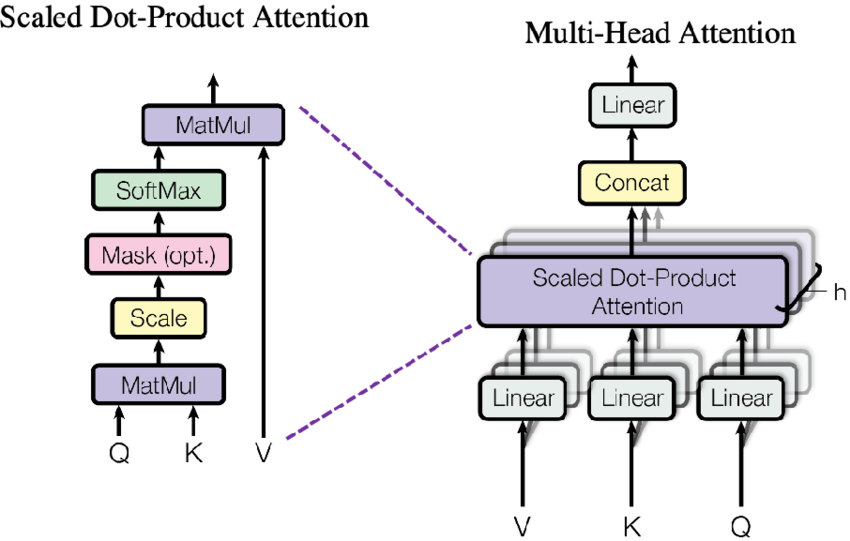 Scaled Dot-Product Attention
MatMul
SoftMax
Mask (opt.)
Scale
MatMul
Q K V
Multi-Head Attention
Linear
Concat
Scaled Dot-Product
Attention
h
Linear Linear Linear
V K Q